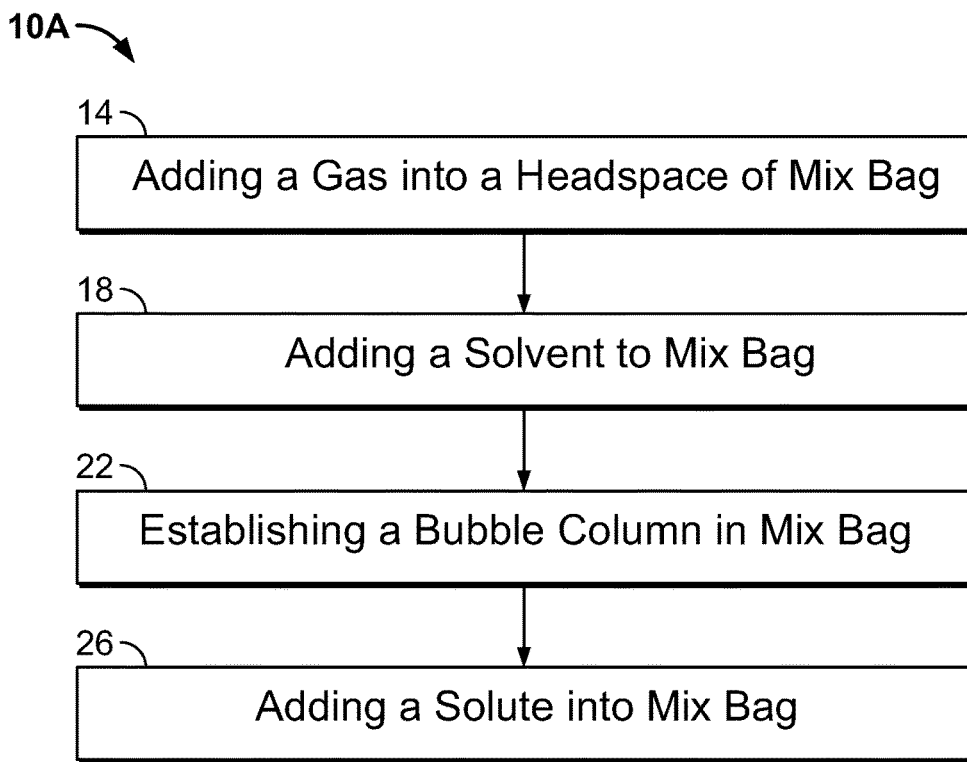 10A
14
Adding a Gas into a Headspace of Mix Bag
18
Adding a Solvent to Mix Bag
22
Establishing a Bubble Column in Mix Bag
26
Adding a Solute into Mix Bag